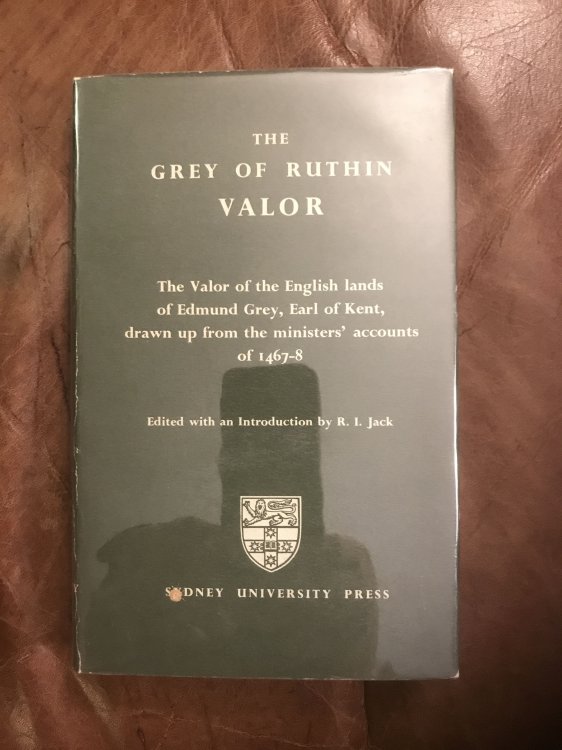 THE
GREY OF RUTHIN
VALOR
The Valor of the English lands
of Edmund Grey, Earl of Kent,
drawn up from the ministers' accounts
of 1467-8
Edited with an Introduction by R. I. Jack
SYDNEY UNIVERSITY PRESS